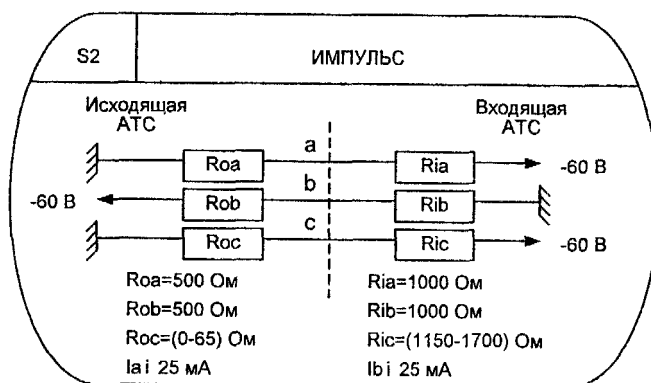 S2
ИМПУЛЬС
Исходящая
АТС
Входящая
АТС
a
Roa
Ria
-60 В
b
-60 В
Rob
Rib
c
Roc
Ric
-60 В
Roa=500 Ом
Rob=500 Ом
Roc=(0-65) Ом
Ia i 25 мА
Ria=1000 Ом
Rib=1000 Ом
Ric=(1150-1700) Ом
Ib i 25 мА